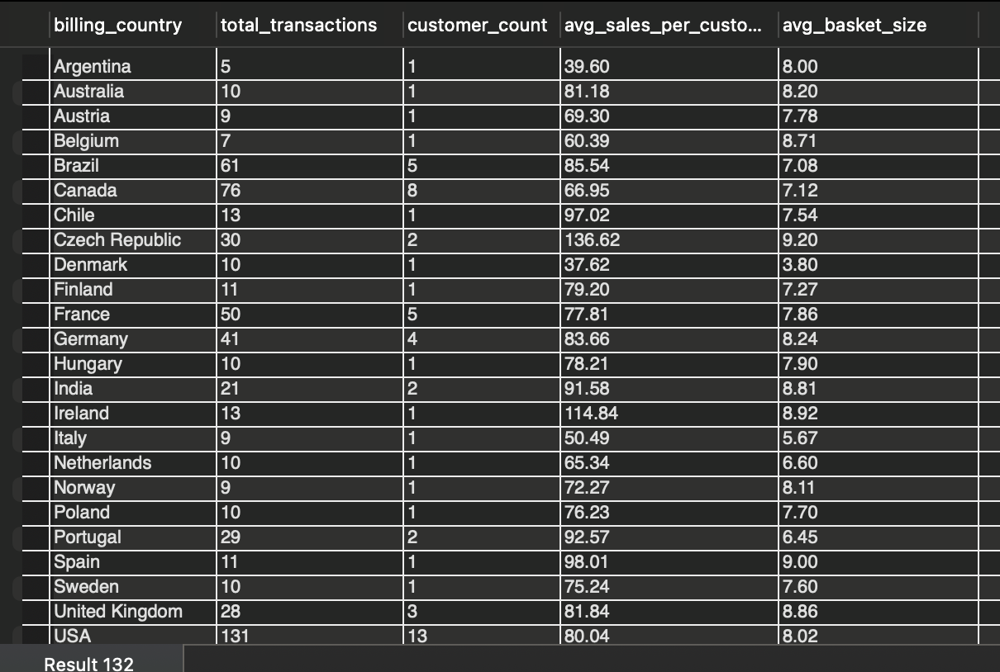 billing_country total_transactions customer_count avg_sales_per_custo... avg_basket_size
Argentina 5 1 39.60 8.00
Australia 10 1 81.18 8.20
Austria 9 1 69.30 7.78
Belgium 7 1 60.39 8.71
Brazil 61 5 85.54 7.08
Canada 76 8 66.95 7.12
Chile 13 1 97.02 7.54
Czech Republic 30 2 136.62 9.20
Denmark 10 1 37.62 3.80
Finland 11 1 79.20 7.27
France 50 5 77.81 7.86
Germany 41 4 83.66 8.24
Hungary 10 1 78.21 7.90
India 21 2 91.58 8.81
Ireland 13 1 114.84 8.92
Italy 9 1 50.49 5.67
Netherlands 10 1 65.34 6.60
Norway 9 1 72.27 8.11
Poland 10 1 76.23 7.70
Portugal 29 2 92.57 6.45
Spain 11 1 98.01 9.00
Sweden 10 1 75.24 7.60
United Kingdom 28 3 81.84 8.86
USA 131 13 80.04 8.02
Result 132